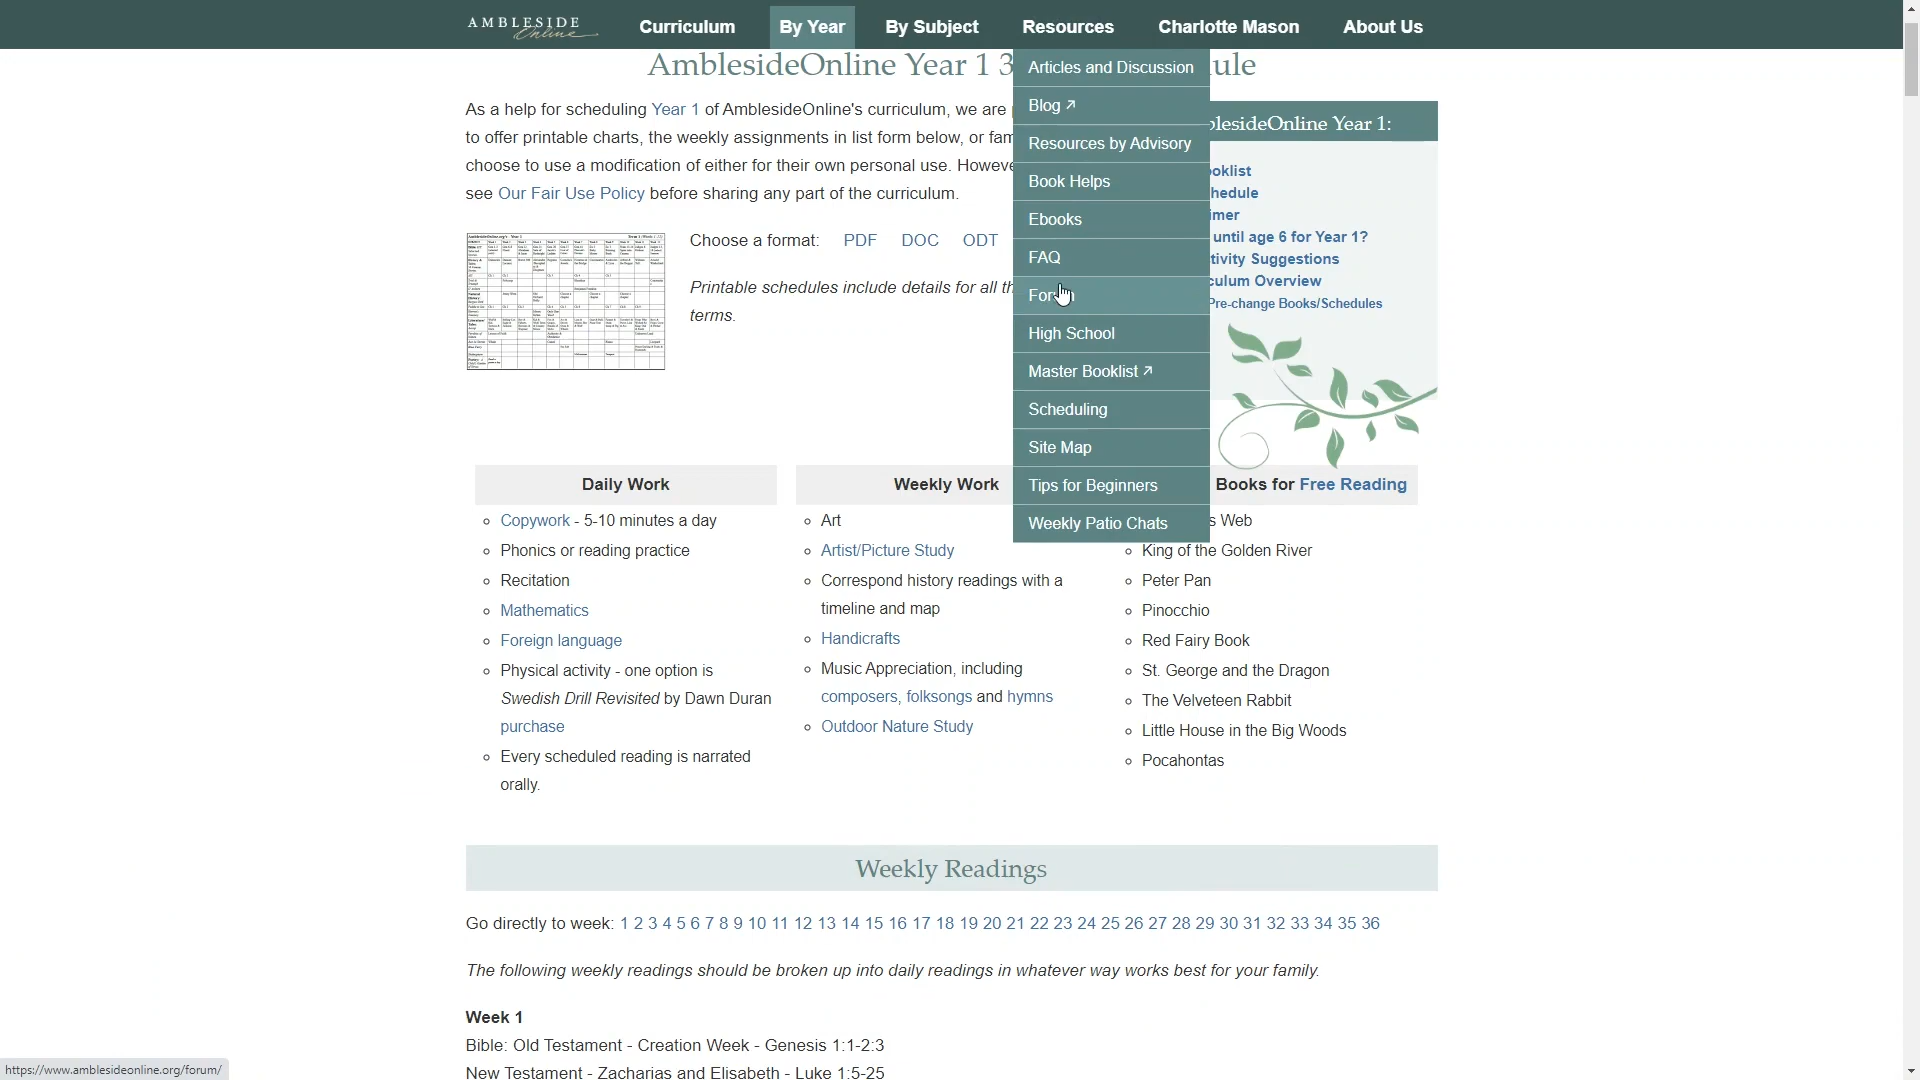 AMBLESIDE
Online
Curriculum
By Year
By Subject
Resources
Charlotte Mason
About Us
AmblesideOnline Year 1 3
ule
As a help for scheduling Year 1 of AmblesideOnline's curriculum, we are
to offer printable charts, the weekly assignments in list form below, or fam
choose to use a modification of either for their own personal use. Howeve
see Our Fair Use Policy before sharing any part of the curriculum.
Choose a format: PDF DOC ODT
Printable schedules include details for all th
terms.
Articles and Discussion
Blog ↗
Resources by Advisory
Book Helps
Ebooks
FAQ
High School
Master Booklist ↗
Scheduling
Site Map
Tips for Beginners
Weekly Patio Chats
blesideOnline Year 1:
oklist
hedule
imer
until age 6 for Year 1?
tivity Suggestions
culum Overview
Pre-change Books/Schedules
Daily Work
◦ Copywork - 5-10 minutes a day
◦ Phonics or reading practice
◦ Recitation
◦ Mathematics
◦ Foreign language
◦ Physical activity - one option is
Swedish Drill Revisited by Dawn Duran
purchase
◦ Every scheduled reading is narrated
orally.
Weekly Work
◦ Art
◦ Artist/Picture Study
◦ Correspond history readings with a
timeline and map
◦ Handicrafts
◦ Music Appreciation, including
composers, folksongs and hymns
◦ Outdoor Nature Study
Books for Free Reading
s Web
◦ King of the Golden River
◦ Peter Pan
◦ Pinocchio
◦ Red Fairy Book
◦ St. George and the Dragon
◦ The Velveteen Rabbit
◦ Little House in the Big Woods
◦ Pocahontas
Weekly Readings
Go directly to week: 1 2 3 4 5 6 7 8 9 10 11 12 13 14 15 16 17 18 19 20 21 22 23 24 25 26 27 28 29 30 31 32 33 34 35 36
The following weekly readings should be broken up into daily readings in whatever way works best for your family.
Week 1
Bible: Old Testament - Creation Week - Genesis 1:1-2:3
New Testament - Zacharias and Elisabeth - Luke 1:5-25
https://www.amblesideonline.org/forum/